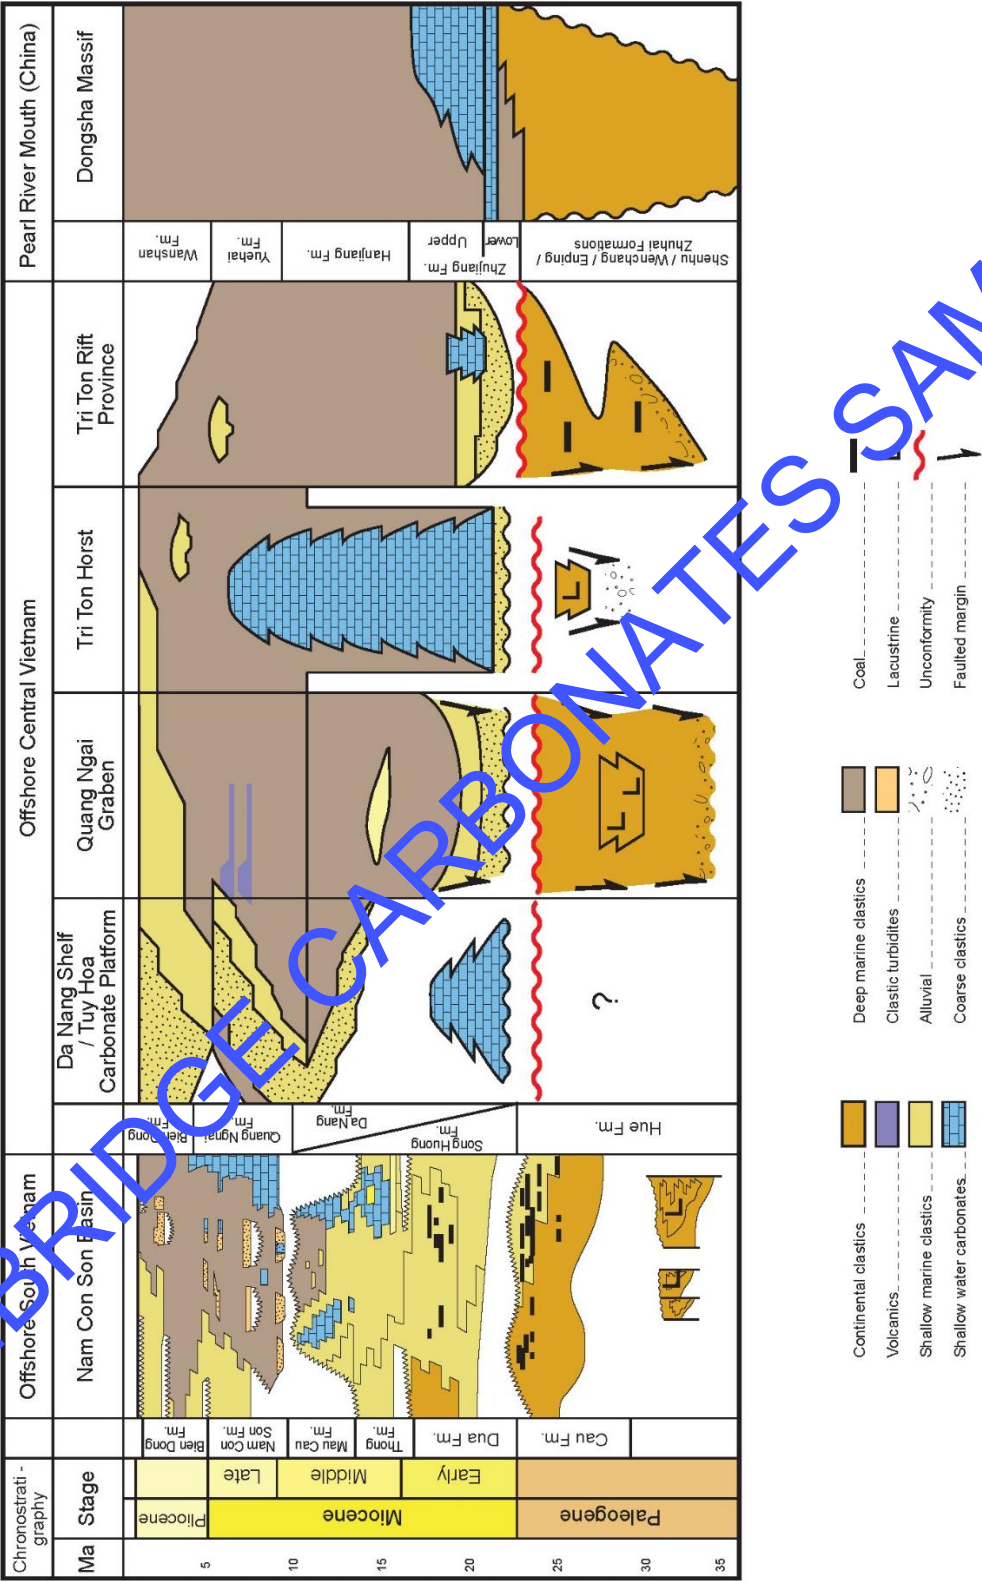 Chronostrati -
graphy
Offshore South Vietnam
Offshore Central Vietnam
Pearl River Mouth (China)
Ma
Stage
Nam Con Son Basin
Da Nang Shelf
/ Tuy Hoa
Carbonate Platform
Quang Ngai
Graben
Tri Ton Horst
Tri Ton Rift
Province
Dongsha Massif
5
10
15
20
25
30
35
Pliocene
Miocene
Paleogene
Late
Middle
Early
Bien Dong
Fm.
Nam Con
Son Fm.
Mau Cau
Fm.
Thong
Fm.
Dua Fm.
Cau Fm.
Bien Dong
Fm.
Quang Ngnai
Fm.
Da Nang
Fm.
Song Huong
Fm.
Hue Fm.
Wanshan
Fm.
Yuehai
Fm.
Hanjiang Fm.
Upper
Lower
Zhujiang Fm.
Shenhu / Wenchang / Enping /
Zhuhai Formations
L
L
L
L
L
L
?
Continental clastics
Volcanics
Shallow marine clastics
Shallow water carbonates
Deep marine clastics
Clastic turbidites
Alluvial
Coarse clastics
Coal
Lacustrine
Unconformity
Faulted margin
BRIDGE CARBONATES SAM